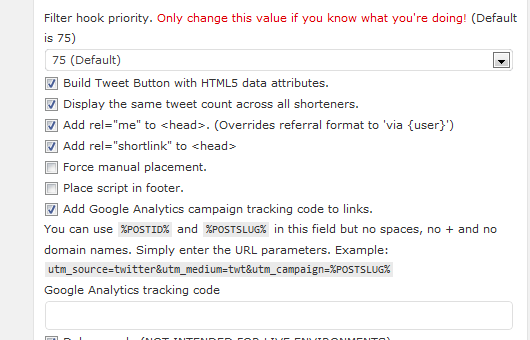 Filter hook priority. Only change this value if you know what you're doing! (Default
is 75)
75 (Default)
Build Tweet Button with HTML5 data attributes.
Display the same tweet count across all shorteners.
Add rel="me" to <head>. (Overrides referral format to 'via {user}')
Add rel="shortlink" to <head>
Force manual placement.
Place script in footer.
Add Google Analytics campaign tracking code to links.
You can use %POSTID% and %POSTSLUG% in this field but no spaces, no + and no
domain names. Simply enter the URL parameters. Example:
utm_source=twitter&utm_medium=twt&utm_campaign=%POSTSLUG%
Google Analytics tracking code
(NOT INTENDED FOR LIVE ENVIRONMENTS)